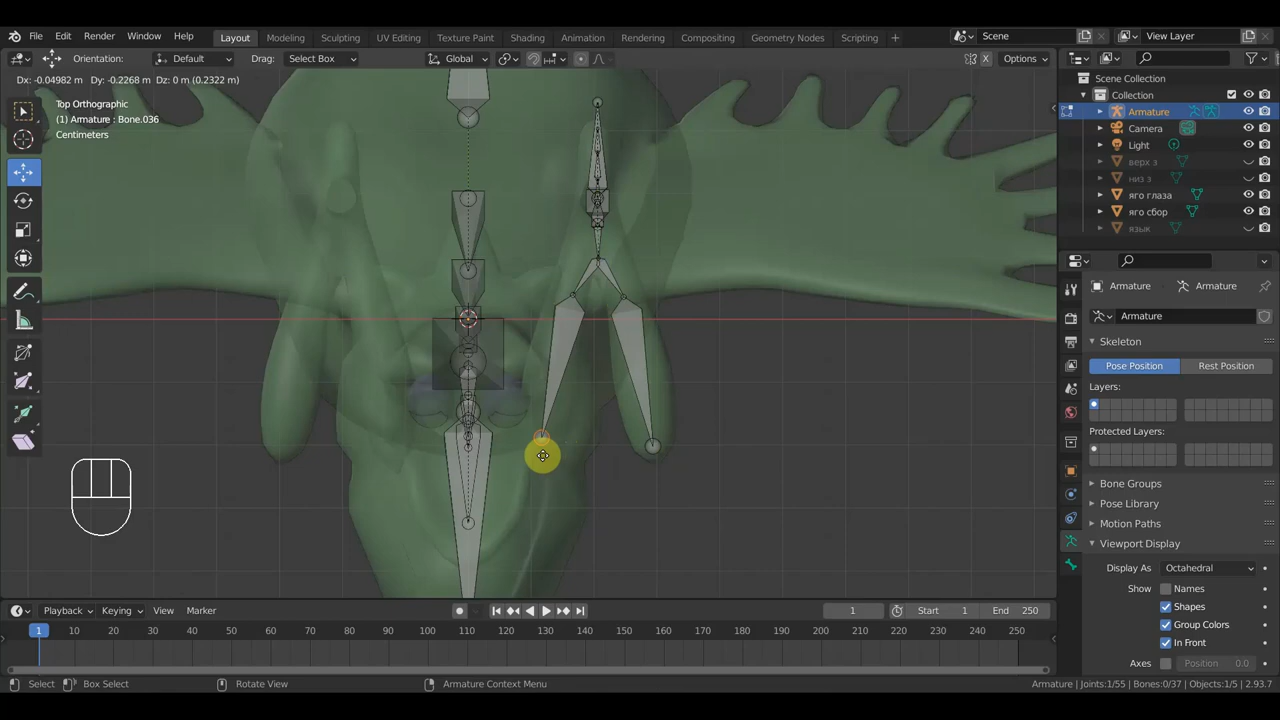 File Edit Render Window Help Layout Modeling Sculpting UV Editing Texture Paint Shading Animation Rendering Compositing Geometry Nodes Scripting + Scene View Layer
Orientation: Default Drag: Select Box Global X Options
Dx: -0.04982 m Dy: -0.2268 m Dz: 0 m (0.2322 m)
Top Orthographic
(1) Armature : Bone.036
Centimeters
Scene Collection
Collection
Armature
Camera
Light
верх з
низ з
яго глаза
яго сбор
язык
Armature Armature
Armature
Skeleton
Pose Position Rest Position
Layers:
Protected Layers:
Bone Groups
Pose Library
Motion Paths
Viewport Display
Display As Octahedral
Show Names
Shapes
Group Colors
In Front
Axes Position 0.0
Playback Keying View Marker 1 Start 1 End 250
1 10 20 30 40 50 60 70 80 90 100 110 120 130 140 150 160 170 180 190 200 210 220 230 240 250
Select Box Select Rotate View Armature Context Menu Armature | Joints:1/55 | Bones:0/37 | Objects:1/5 | 2.93.7